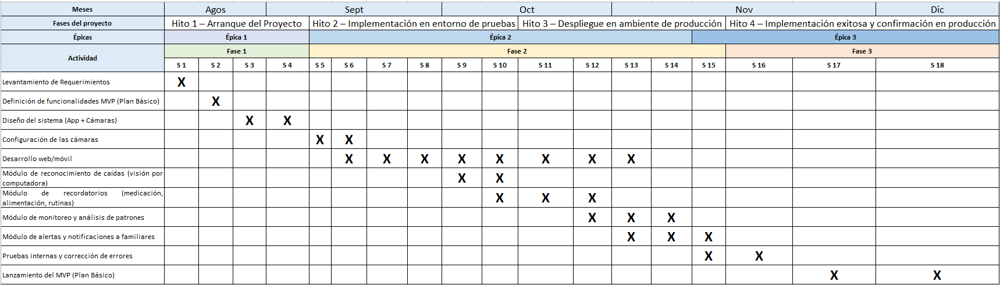 Meses Agos Sept Oct Nov Dic
Fases del proyecto Hito 1 – Arranque del Proyecto Hito 2 – Implementación en entorno de pruebas Hito 3 – Despliegue en ambiente de producción Hito 4 – Implementación exitosa y confirmación en producción
Épicas Épica 1 Épica 2 Épica 3
Actividad Fase 1 Fase 2 Fase 3
S 1 S 2 S 3 S 4 S 5 S 6 S 7 S 8 S 9 S 10 S 11 S 12 S 13 S 14 S 15 S 16 S 17 S 18
Levantamiento de Requerimientos X
Definición de funcionalidades MVP (Plan Básico) X
Diseño del sistema (App + Cámaras) X X
Configuración de las cámaras X X
Desarrollo web/móvil X X X X X X X X
Módulo de reconocimiento de caídas (visión por
computadora) X X
Módulo de recordatorios (medicación,
alimentación, rutinas) X X X
Módulo de monitoreo y análisis de patrones X X X
Módulo de alertas y notificaciones a familiares X X X
Pruebas internas y corrección de errores X X
Lanzamiento del MVP (Plan Básico) X X